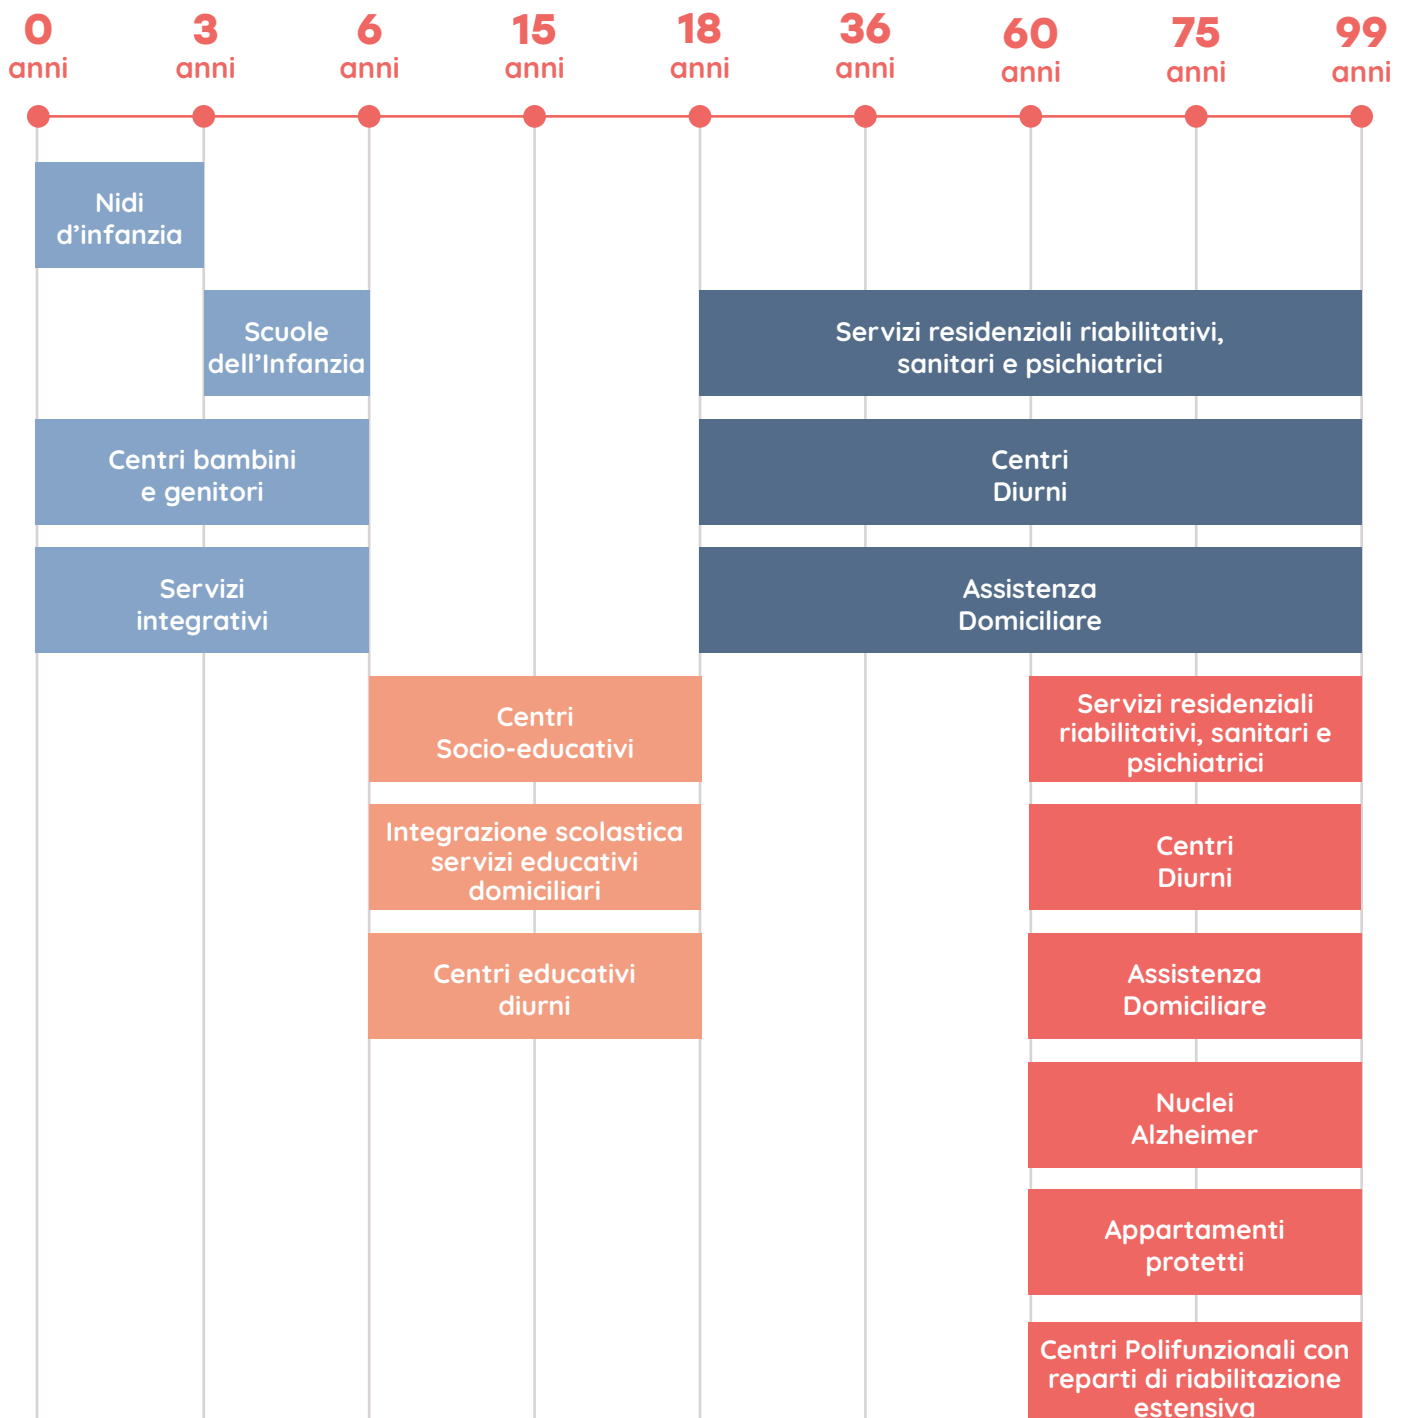 0 3 6 15 18 36 60 75 99
anni anni anni anni anni anni anni anni anni
Nidi
d'infanzia
Scuole
dell'Infanzia
Servizi residenziali riabilitativi,
sanitari e psichiatrici
Centri bambini
e genitori
Centri
Diurni
Servizi
integrativi
Assistenza
Domiciliare
Centri
Socio-educativi
Servizi residenziali
riabilitativi, sanitari e
psichiatrici
Integrazione scolastica
servizi educativi
domiciliari
Centri
Diurni
Centri educativi
diurni
Assistenza
Domiciliare
Nuclei
Alzheimer
Appartamenti
protetti
Centri Polifunzionali con
reparti di riabilitazione
estensiva